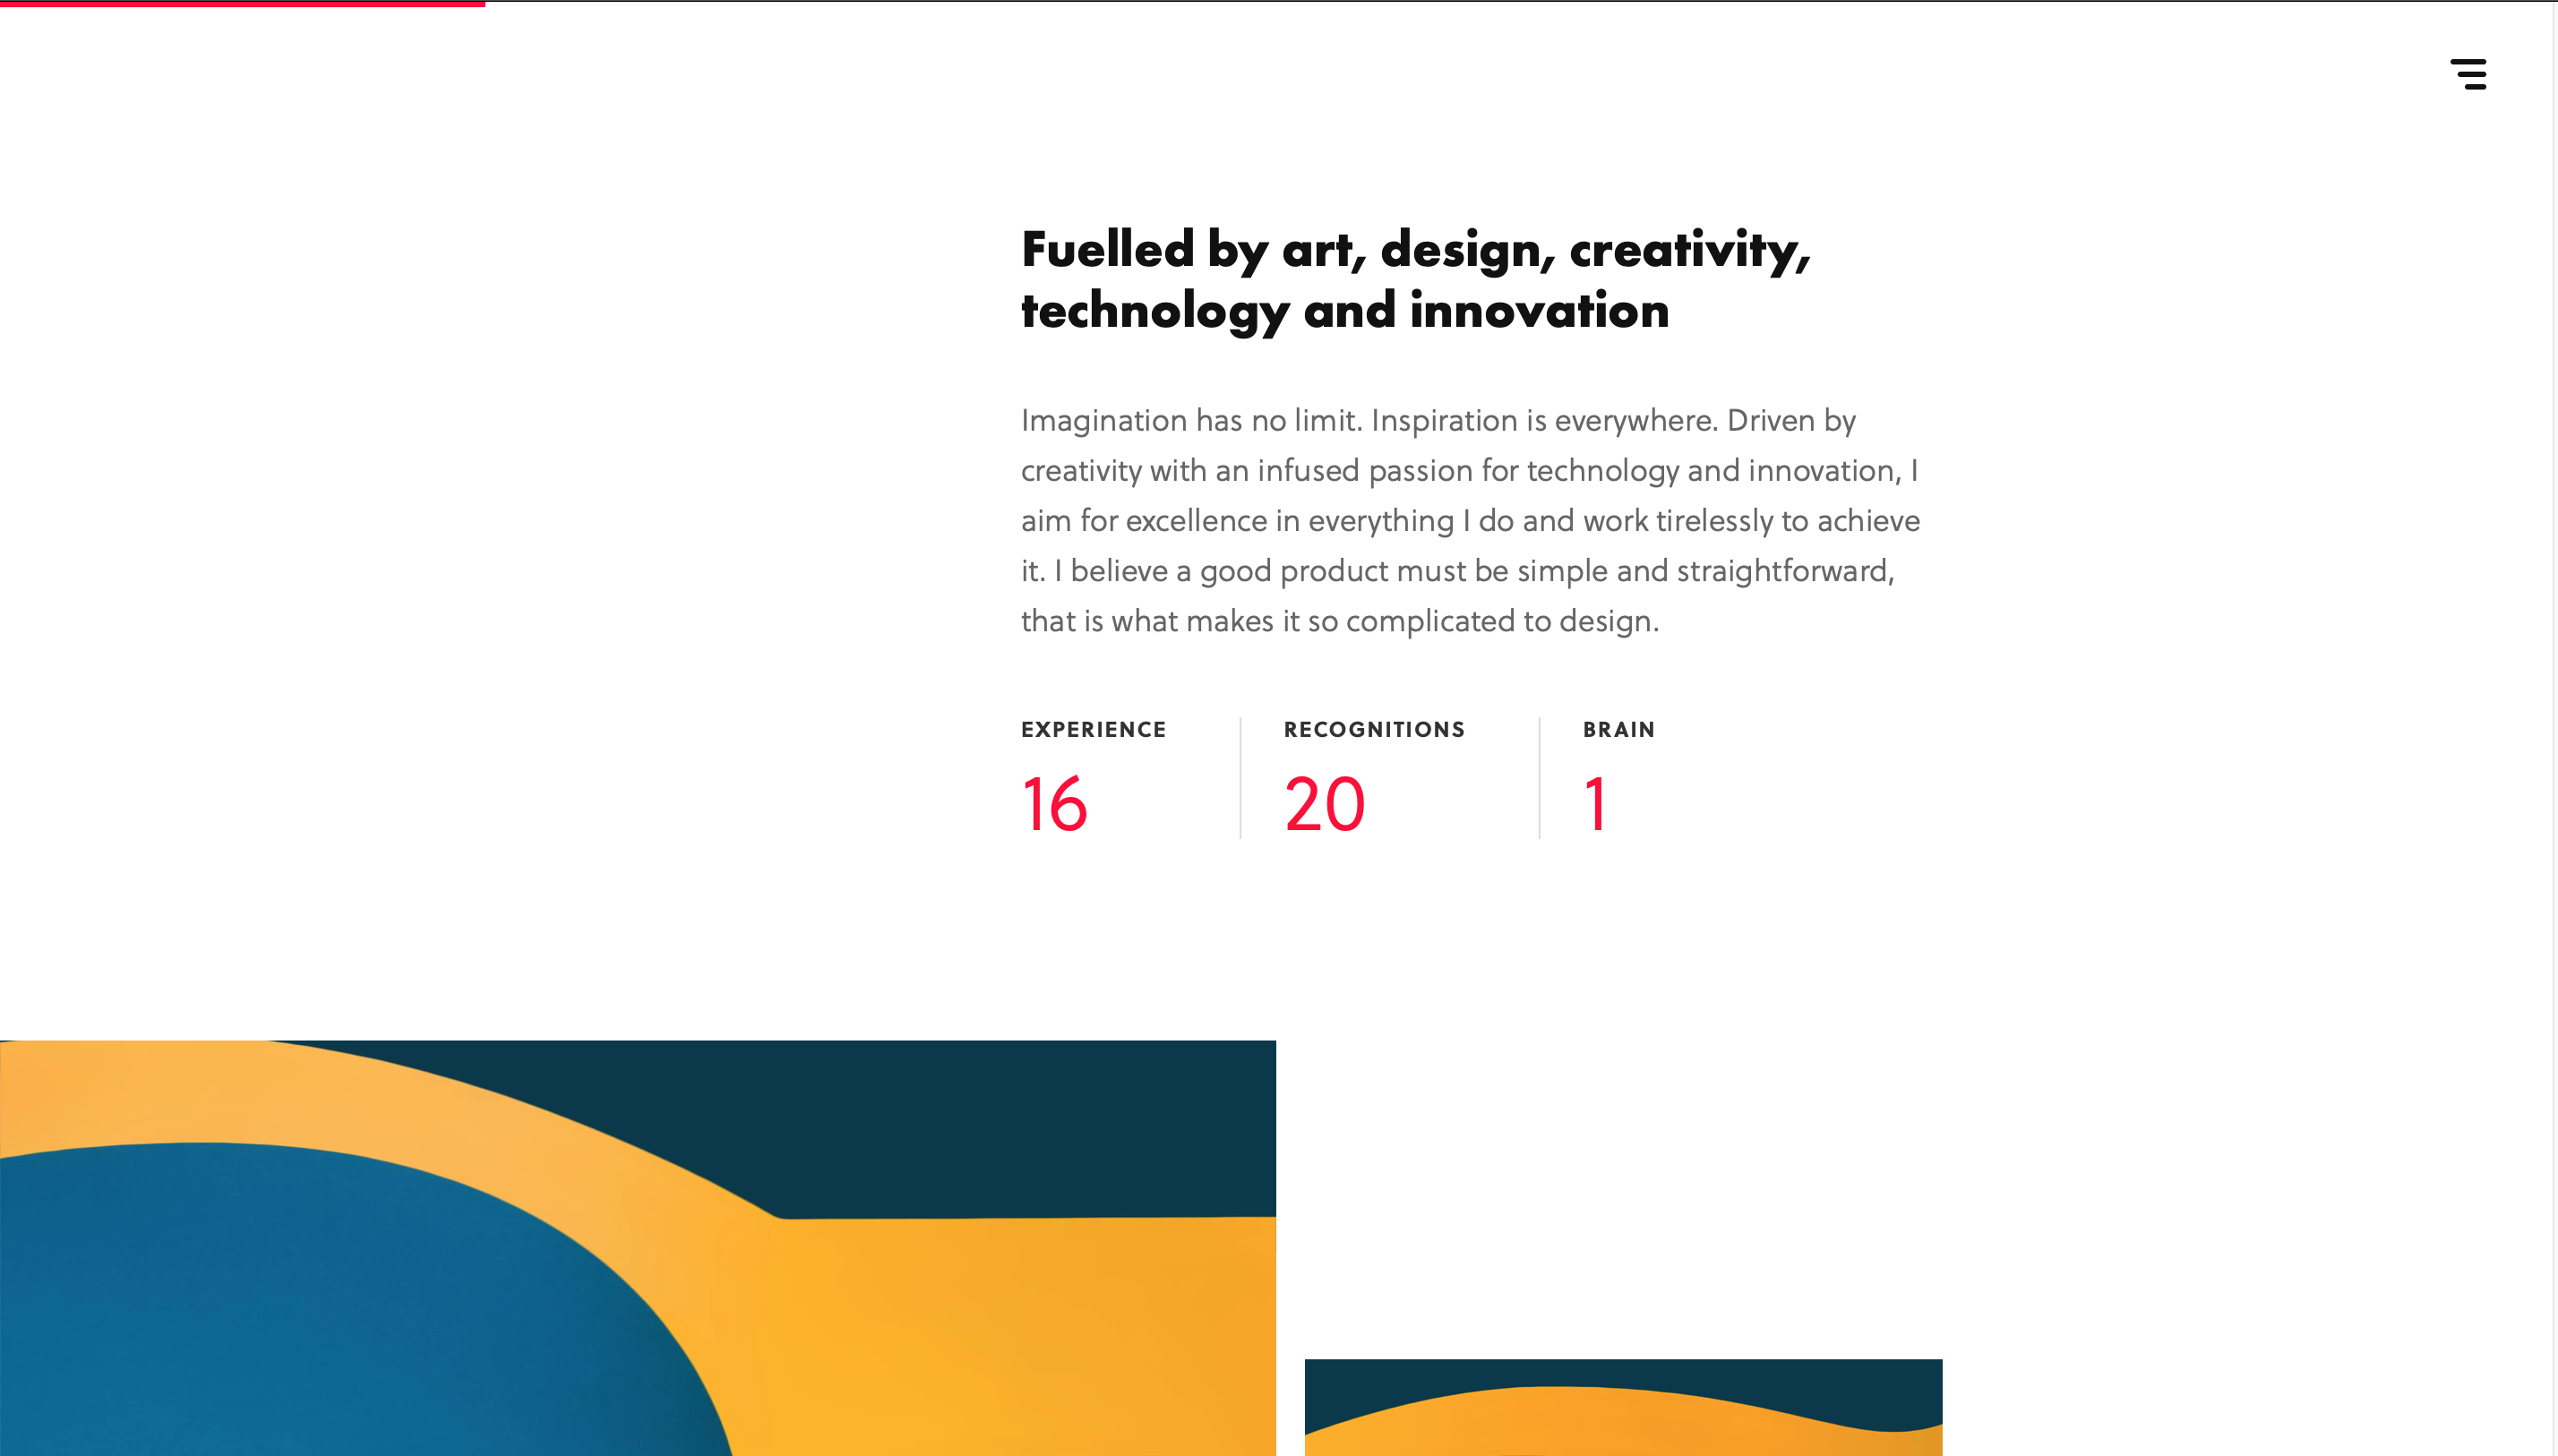 Fuelled by art, design, creativity,
technology and innovation
Imagination has no limit. Inspiration is everywhere. Driven by
creativity with an infused passion for technology and innovation, I
aim for excellence in everything I do and work tirelessly to achieve
it. I believe a good product must be simple and straightforward,
that is what makes it so complicated to design.
EXPERIENCE
16
RECOGNITIONS
20
BRAIN
1